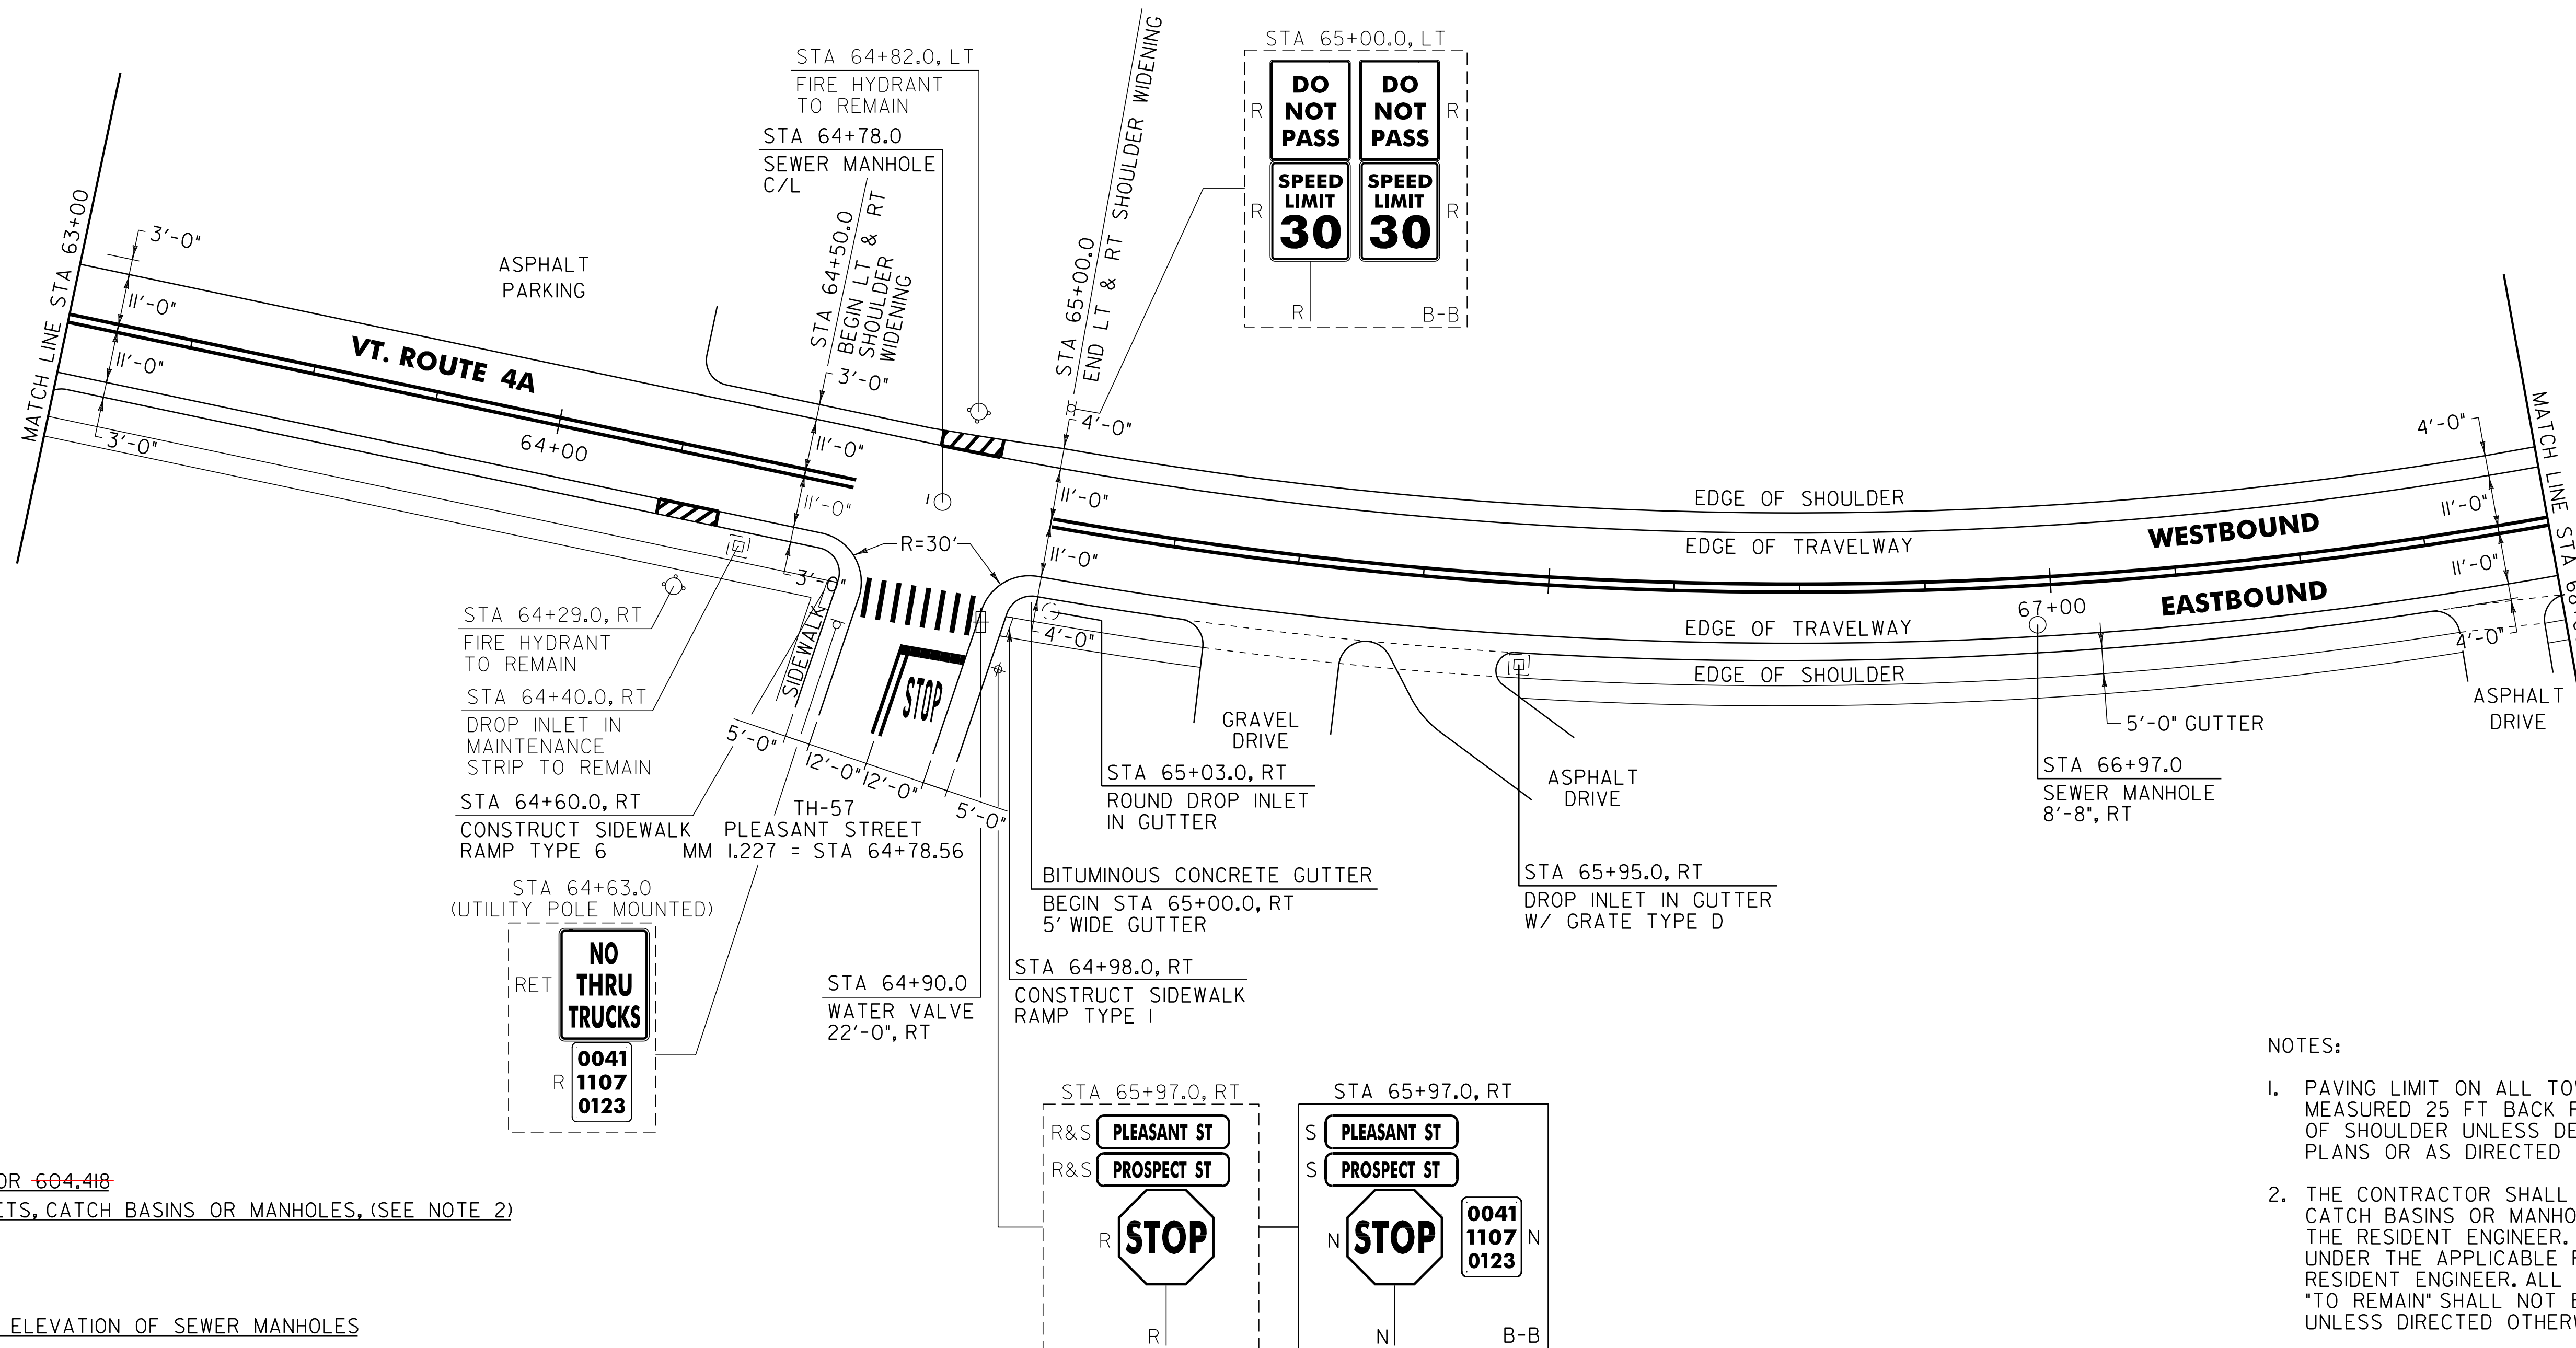 STA 64+82.0, LT
FIRE HYDRANT
TO REMAIN
STA 64+78.0
SEWER MANHOLE
C/L
STA 65+00.0, LT
DO
NOT
PASS
DO
NOT
PASS
R
R
SPEED
LIMIT
30
SPEED
LIMIT
30
R
R
R
B-B
MATCH LINE STA 63+00
3'-0"
11'-0"
11'-0"
3'-0"
VT. ROUTE 4A
64+00
ASPHALT
PARKING
STA 64+50.0
BEGIN LT & RT
SHOULDER
WIDENING
3'-0"
11'-0"
11'-0"
3'-0"
STA 65+00.0
END LT & RT SHOULDER WIDENING
4'-0"
11'-0"
11'-0"
4'-0"
1
R=30'
EDGE OF SHOULDER
EDGE OF TRAVELWAY
WESTBOUND
EASTBOUND
67+00
EDGE OF TRAVELWAY
EDGE OF SHOULDER
4'-0"
11'-0"
11'-0"
4'-0"
MATCH LINE STA
SIDEWALK
STOP
5'-0"
12'-0"
12'-0"
5'-0"
STA 64+29.0, RT
FIRE HYDRANT
TO REMAIN
STA 64+40.0, RT
DROP INLET IN
MAINTENANCE
STRIP TO REMAIN
STA 64+60.0, RT
CONSTRUCT SIDEWALK
RAMP TYPE 6
TH-57
PLEASANT STREET
MM 1.227 = STA 64+78.56
GRAVEL
DRIVE
STA 65+03.0, RT
ROUND DROP INLET
IN GUTTER
ASPHALT
DRIVE
5'-0" GUTTER
ASPHALT
DRIVE
STA 66+97.0
SEWER MANHOLE
8'-8", RT
BITUMINOUS CONCRETE GUTTER
BEGIN STA 65+00.0, RT
5' WIDE GUTTER
STA 65+95.0, RT
DROP INLET IN GUTTER
W/ GRATE TYPE D
STA 64+63.0
(UTILITY POLE MOUNTED)
RET
NO
THRU
TRUCKS
R
0041
1107
0123
STA 64+90.0
WATER VALVE
22'-0", RT
STA 64+98.0, RT
CONSTRUCT SIDEWALK
RAMP TYPE 1
STA 65+97.0, RT
R&S PLEASANT ST
R&S PROSPECT ST
R STOP
R
STA 65+97.0, RT
S PLEASANT ST
S PROSPECT ST
N STOP
0041
1107 N
0123
N
B-B
OR 604.418
ETS, CATCH BASINS OR MANHOLES, (SEE NOTE 2)
ELEVATION OF SEWER MANHOLES
NOTES:
1. PAVING LIMIT ON ALL
MEASURED 25 FT BACK
OF SHOULDER UNLESS
PLANS OR AS DIRECTED
2. THE CONTRACTOR SHALL
CATCH BASINS OR
THE RESIDENT ENGINEER.
UNDER THE APPLICABLE
RESIDENT ENGINEER. ALL
"TO REMAIN" SHALL NOT
UNLESS DIRECTED